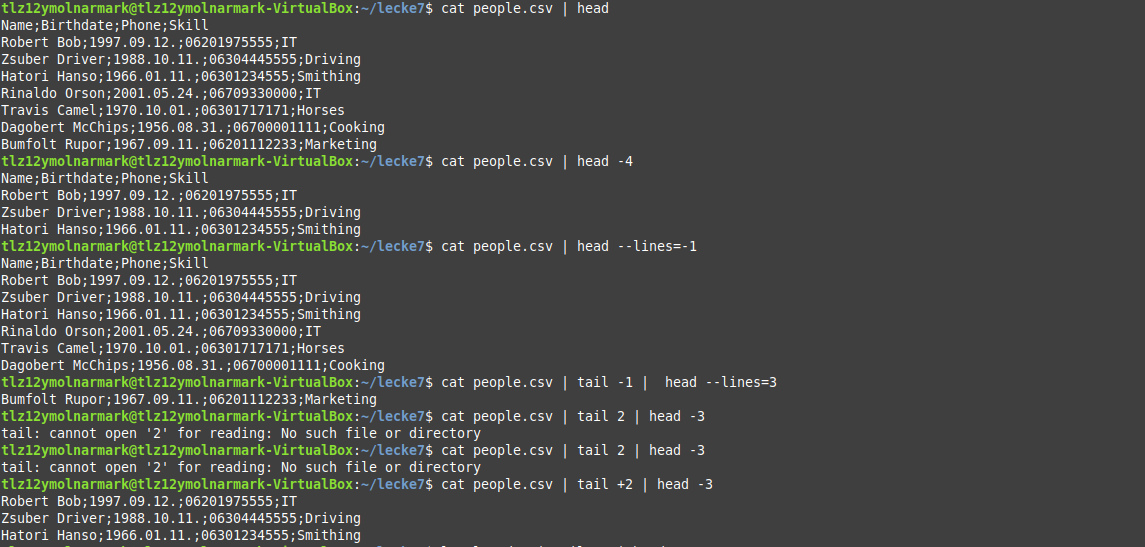 tlz12ymolnarmark@tlz12ymolnarmark-VirtualBox:~/lecke7$ cat people.csv | head
Name;Birthdate;Phone;Skill
Robert Bob;1997.09.12.;06201975555;IT
Zsuber Driver;1988.10.11.;06304445555;Driving
Hatori Hanso;1966.01.11.;06301234555;Smithing
Rinaldo Orson;2001.05.24.;06709330000;IT
Travis Camel;1970.10.01.;06301717171;Horses
Dagobert McChips;1956.08.31.;06700001111;Cooking
Bumfolt Rupor;1967.09.11.;06201112233;Marketing
tlz12ymolnarmark@tlz12ymolnarmark-VirtualBox:~/lecke7$ cat people.csv | head -4
Name;Birthdate;Phone;Skill
Robert Bob;1997.09.12.;06201975555;IT
Zsuber Driver;1988.10.11.;06304445555;Driving
Hatori Hanso;1966.01.11.;06301234555;Smithing
tlz12ymolnarmark@tlz12ymolnarmark-VirtualBox:~/lecke7$ cat people.csv | head --lines=-1
Name;Birthdate;Phone;Skill
Robert Bob;1997.09.12.;06201975555;IT
Zsuber Driver;1988.10.11.;06304445555;Driving
Hatori Hanso;1966.01.11.;06301234555;Smithing
Rinaldo Orson;2001.05.24.;06709330000;IT
Travis Camel;1970.10.01.;06301717171;Horses
Dagobert McChips;1956.08.31.;06700001111;Cooking
tlz12ymolnarmark@tlz12ymolnarmark-VirtualBox:~/lecke7$ cat people.csv | tail -1 |  head --lines=3
Bumfolt Rupor;1967.09.11.;06201112233;Marketing
tlz12ymolnarmark@tlz12ymolnarmark-VirtualBox:~/lecke7$ cat people.csv | tail 2 | head -3
tail: cannot open '2' for reading: No such file or directory
tlz12ymolnarmark@tlz12ymolnarmark-VirtualBox:~/lecke7$ cat people.csv | tail 2 | head -3
tail: cannot open '2' for reading: No such file or directory
tlz12ymolnarmark@tlz12ymolnarmark-VirtualBox:~/lecke7$ cat people.csv | tail +2 | head -3
Robert Bob;1997.09.12.;06201975555;IT
Zsuber Driver;1988.10.11.;06304445555;Driving
Hatori Hanso;1966.01.11.;06301234555;Smithing